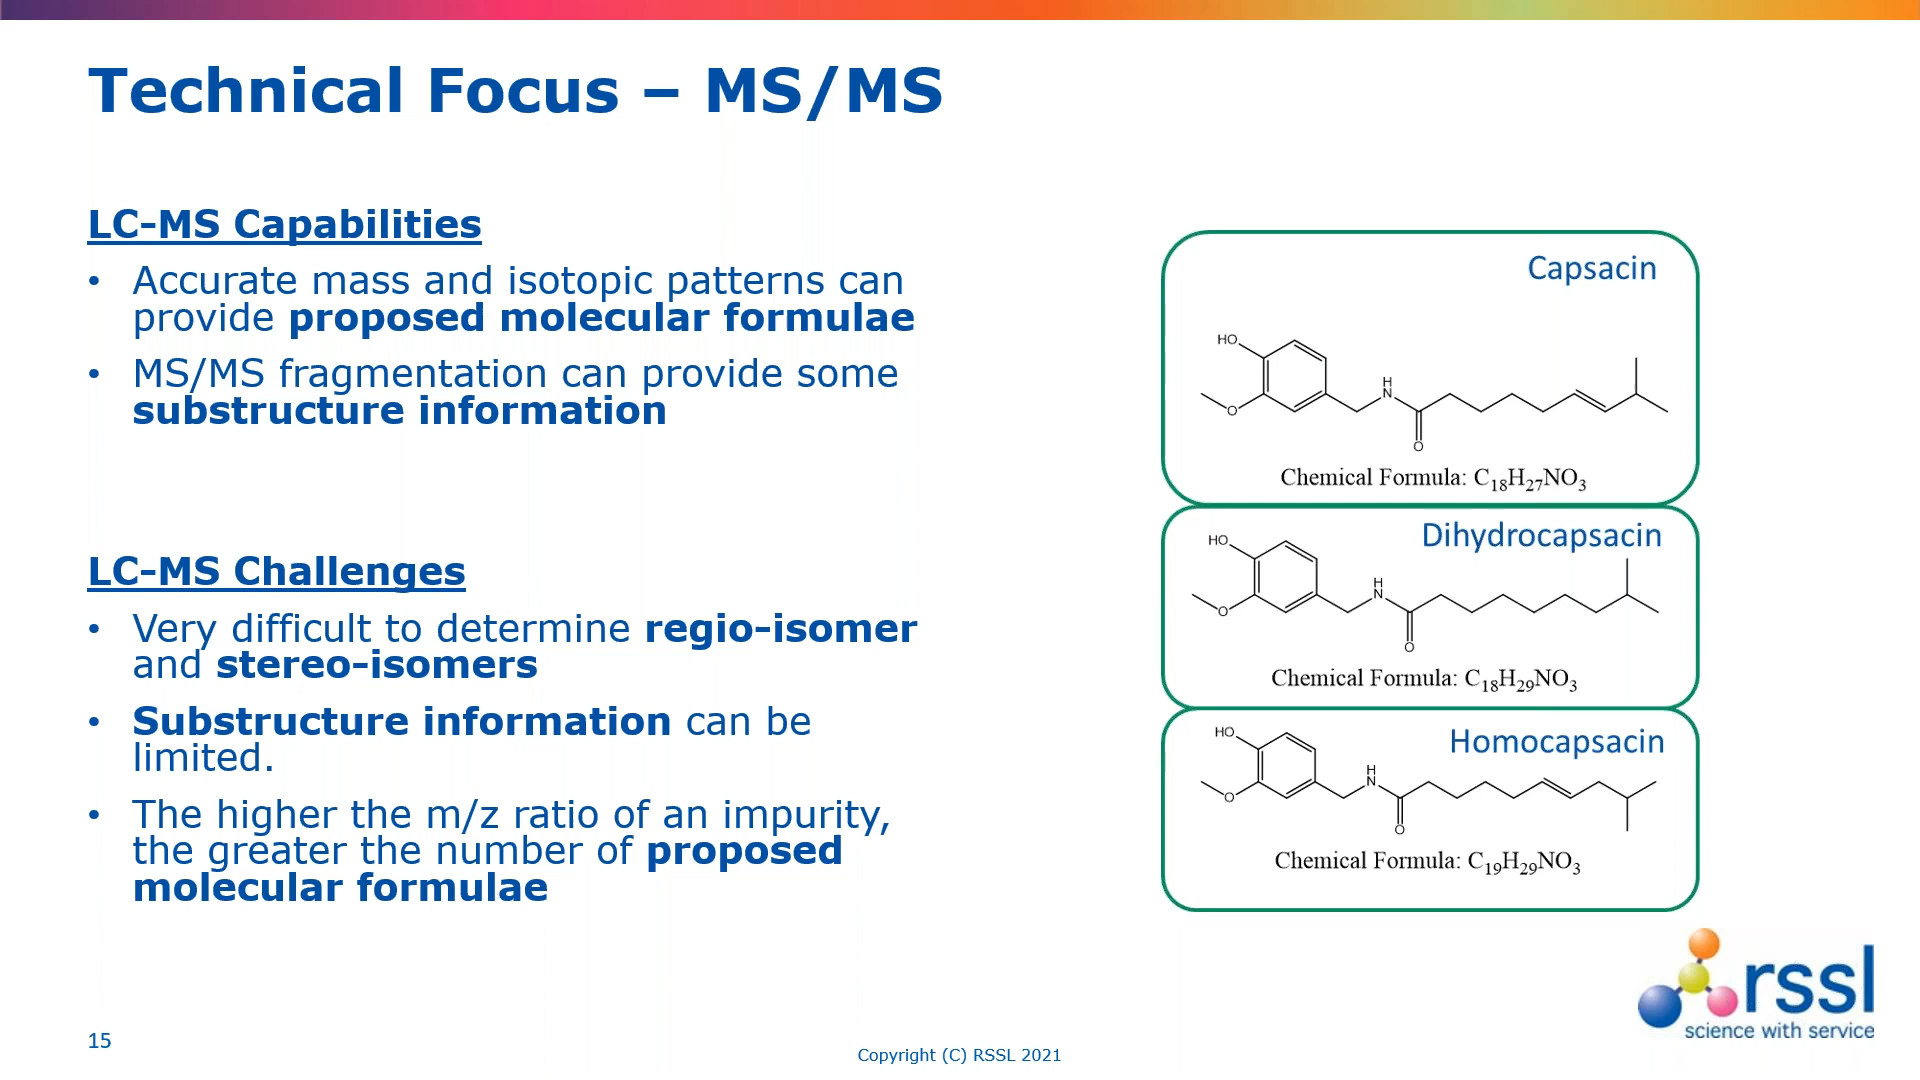 Technical Focus – MS/MS
LC-MS Capabilities
• Accurate mass and isotopic patterns can
provide proposed molecular formulae
• MS/MS fragmentation can provide some
substructure information
LC-MS Challenges
• Very difficult to determine regio-isomer
and stereo-isomers
• Substructure information can be
limited.
• The higher the m/z ratio of an impurity,
the greater the number of proposed
molecular formulae
Capsacin
HO
H
N
O
O
Chemical Formula: C18H27NO3
Dihydrocapsacin
HO
H
N
O
O
Chemical Formula: C18H29NO3
Homocapsacin
HO
H
N
O
O
Chemical Formula: C19H29NO3
rssl
science with service
15
Copyright (C) RSSL 2021